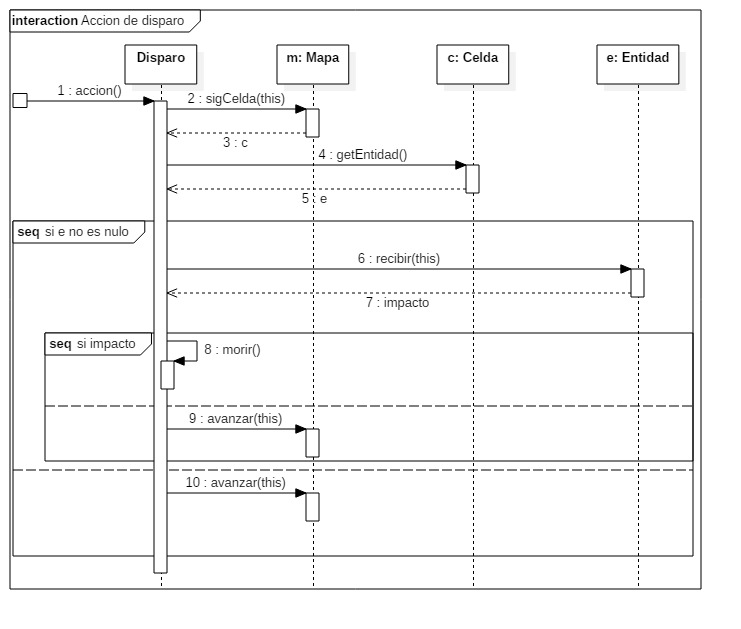 interaction Accion de disparo
Disparo
m: Mapa
c: Celda
e: Entidad
1 : accion()
2 : sigCelda(this)
3 : c
4 : getEntidad()
5 : e
seq si e no es nulo
6 : recibir(this)
7 : impacto
seq si impacto
8 : morir()
9 : avanzar(this)
10 : avanzar(this)